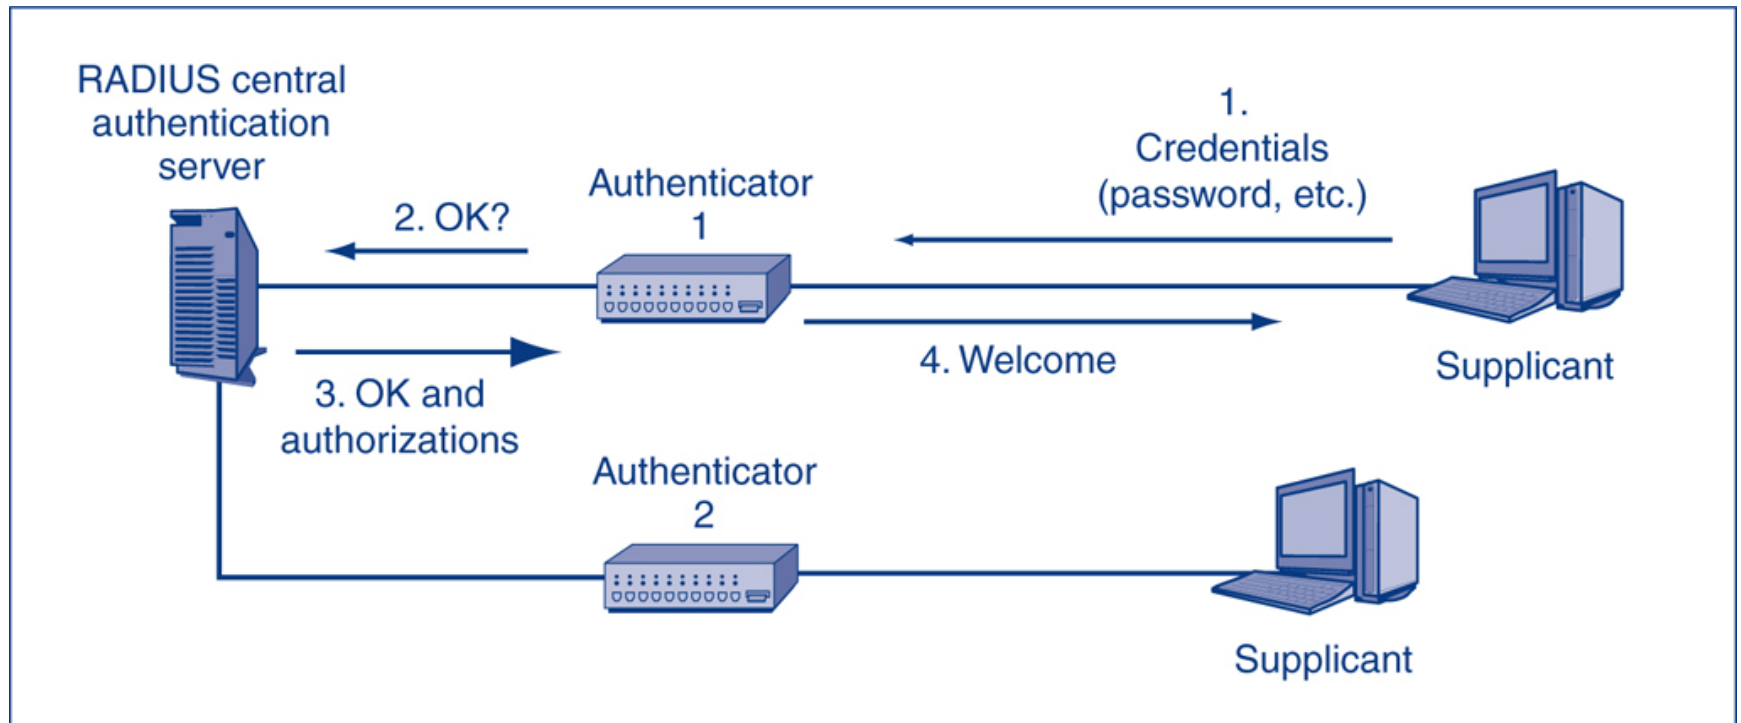 RADIUS central
authentication
server
2. OK?
Authenticator
1
1.
Credentials
(password, etc.)
3. OK and
authorizations
4. Welcome
Supplicant
Authenticator
2
Supplicant